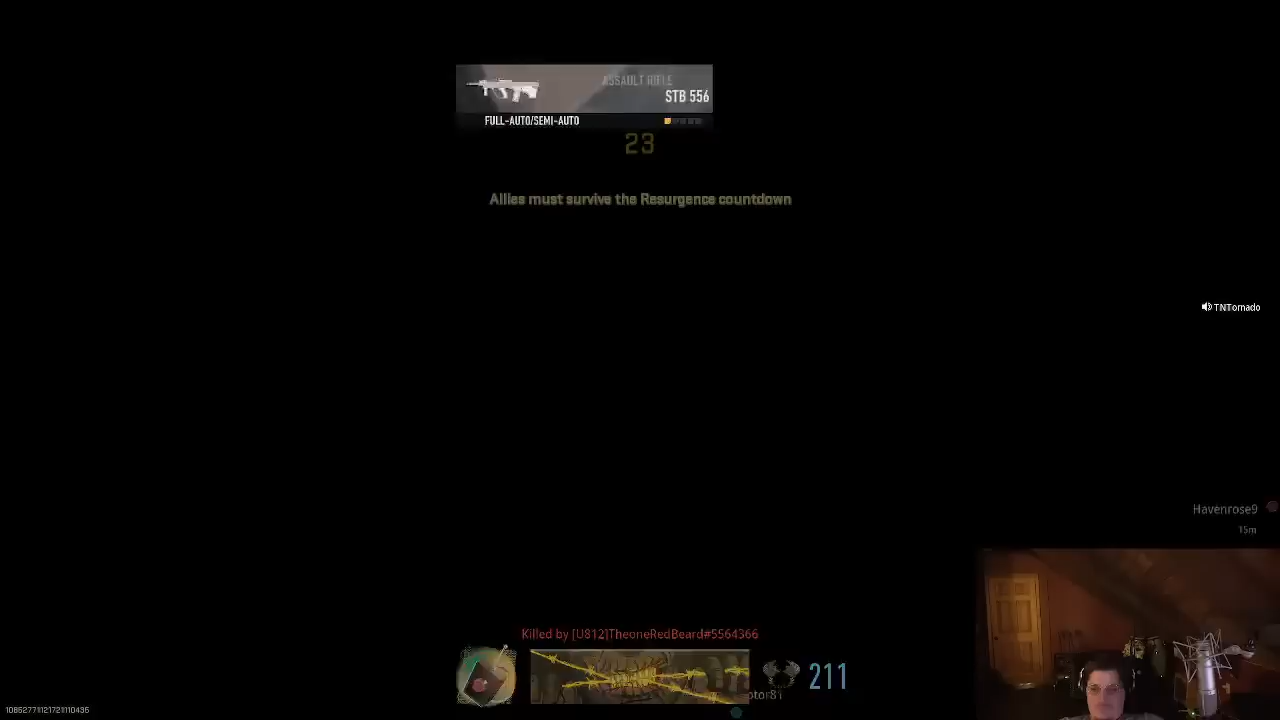 ASSAULT RIFLE
STB 556
FULL-AUTO/SEMI-AUTO
23
Allies must survive the Resurgence countdown
TNTornado
Havenrose9
15m
Killed by [U812]TheoneRedBeard#5564366
211
otor81